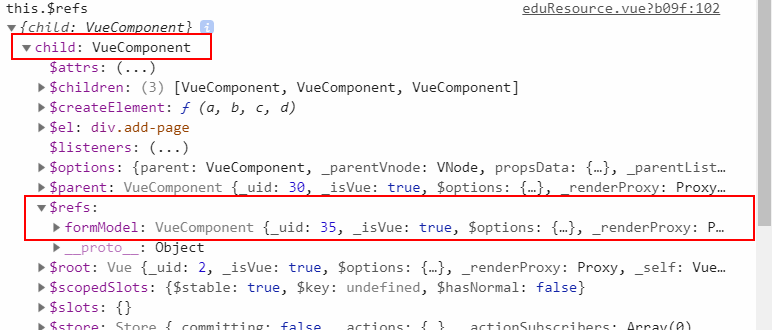 this.$refs eduResource.vue?b09f:102
▼{child: VueComponent} i
▼child: VueComponent
$attrs: (...)
▶$children: (3) [VueComponent, VueComponent, VueComponent]
▶$createElement: ƒ (a, b, c, d)
▶$el: div.add-page
$listeners: (...)
▶$options: {parent: VueComponent, _parentVnode: VNode, propsData: {…}, _parentList…
▶$parent: VueComponent {_uid: 30, _isVue: true, $options: {…}, _renderProxy: Proxy…
▼$refs:
▶formModel: VueComponent {_uid: 35, _isVue: true, $options: {…}, _renderProxy: P…
▶__proto__: Object
▶$root: Vue {_uid: 2, _isVue: true, $options: {…}, _renderProxy: Proxy, _self: Vue…
▶$scopedSlots: {$stable: true, $key: undefined, $hasNormal: false}
▶$slots: {}
▶$store: Store {_committing: false, _actions: {…}, _actionSubscribers: Array(0)